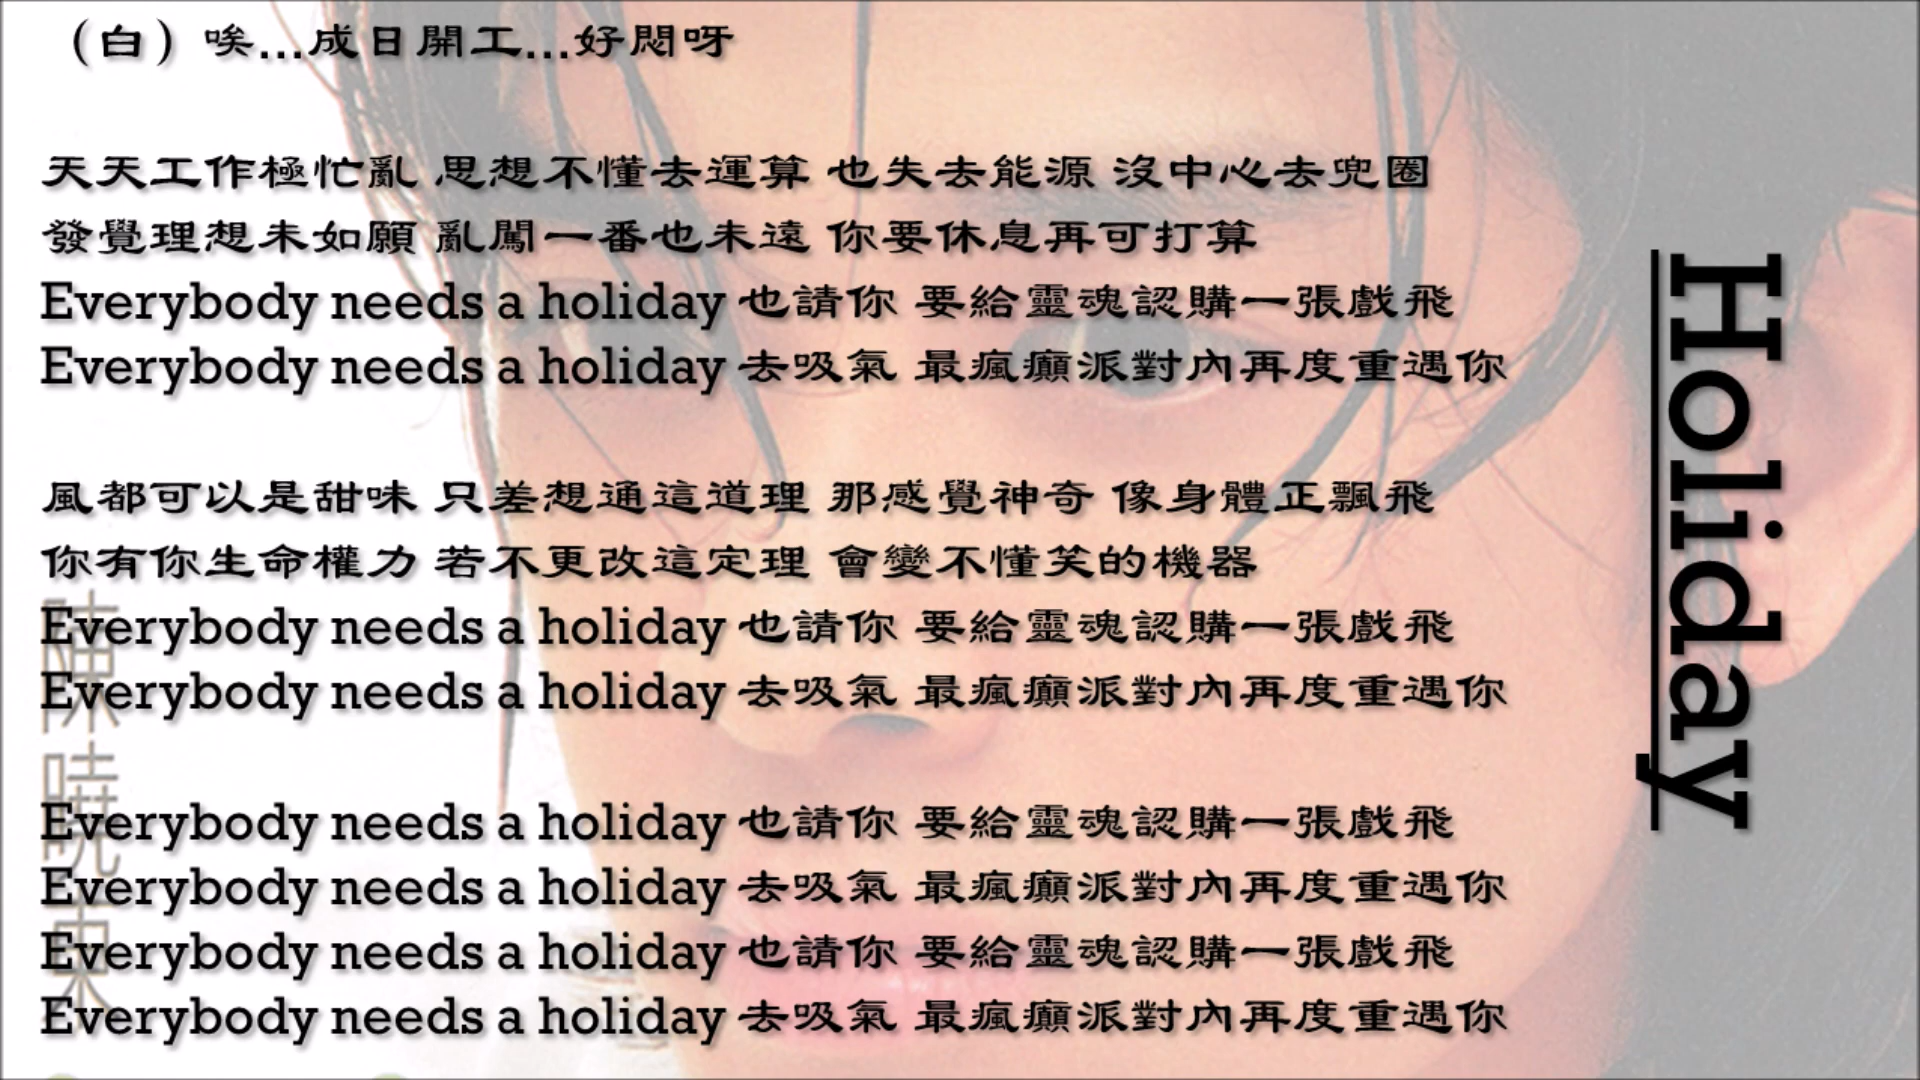 （白）唉...成日開工...好悶呀
天天工作極忙亂 思想不懂去運算 也失去能源 沒中心去兜圈
發覺理想未如願 亂闖一番也未遠 你要休息再可打算
Everybody needs a holiday 也請你 要給靈魂認購一張戲飛
Everybody needs a holiday 去吸氣 最瘋癲派對內再度重遇你
風都可以是甜味 只差想通這道理 那感覺神奇 像身體正飄飛
你有你生命權力 若不更改這定理 會變不懂笑的機器
Everybody needs a holiday 也請你 要給靈魂認購一張戲飛
Everybody needs a holiday 去吸氣 最瘋癲派對內再度重遇你
Everybody needs a holiday 也請你 要給靈魂認購一張戲飛
Everybody needs a holiday 去吸氣 最瘋癲派對內再度重遇你
Everybody needs a holiday 也請你 要給靈魂認購一張戲飛
Everybody needs a holiday 去吸氣 最瘋癲派對內再度重遇你
Holiday
陳曉東